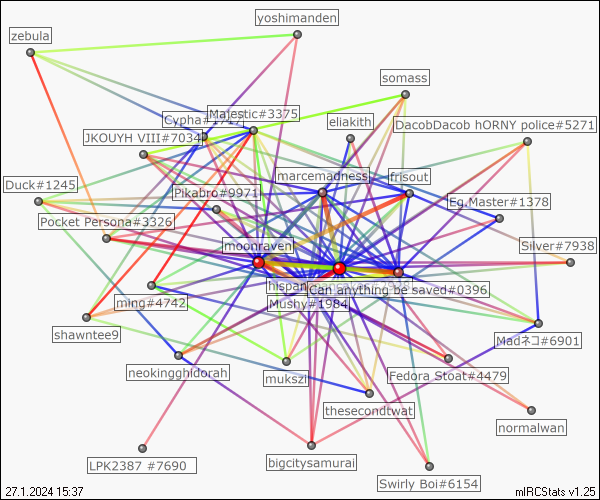 yoshimanden
zebula
somass
Majestic#3375
eliakith
DacobDacob hORNY police#5271
JKOUYH VIII#7034
marcemadness
frisout
Duck#1245
Pikabro#9971
Eg.Master#1378
Pocket Persona#3326
moonraven
Silver#7938
Can anything be saved#0396
ming#4742
Mushy#1984
shawntee9
Madネコ#6901
neokingghidorah
mukszi
Fedora Stoat#4479
thesecondtwat
normalwan
LPK2387 #7690
bigcitysamurai
Swirly Boi#6154
27.1.2024 15:37
mIRCStats v1.25